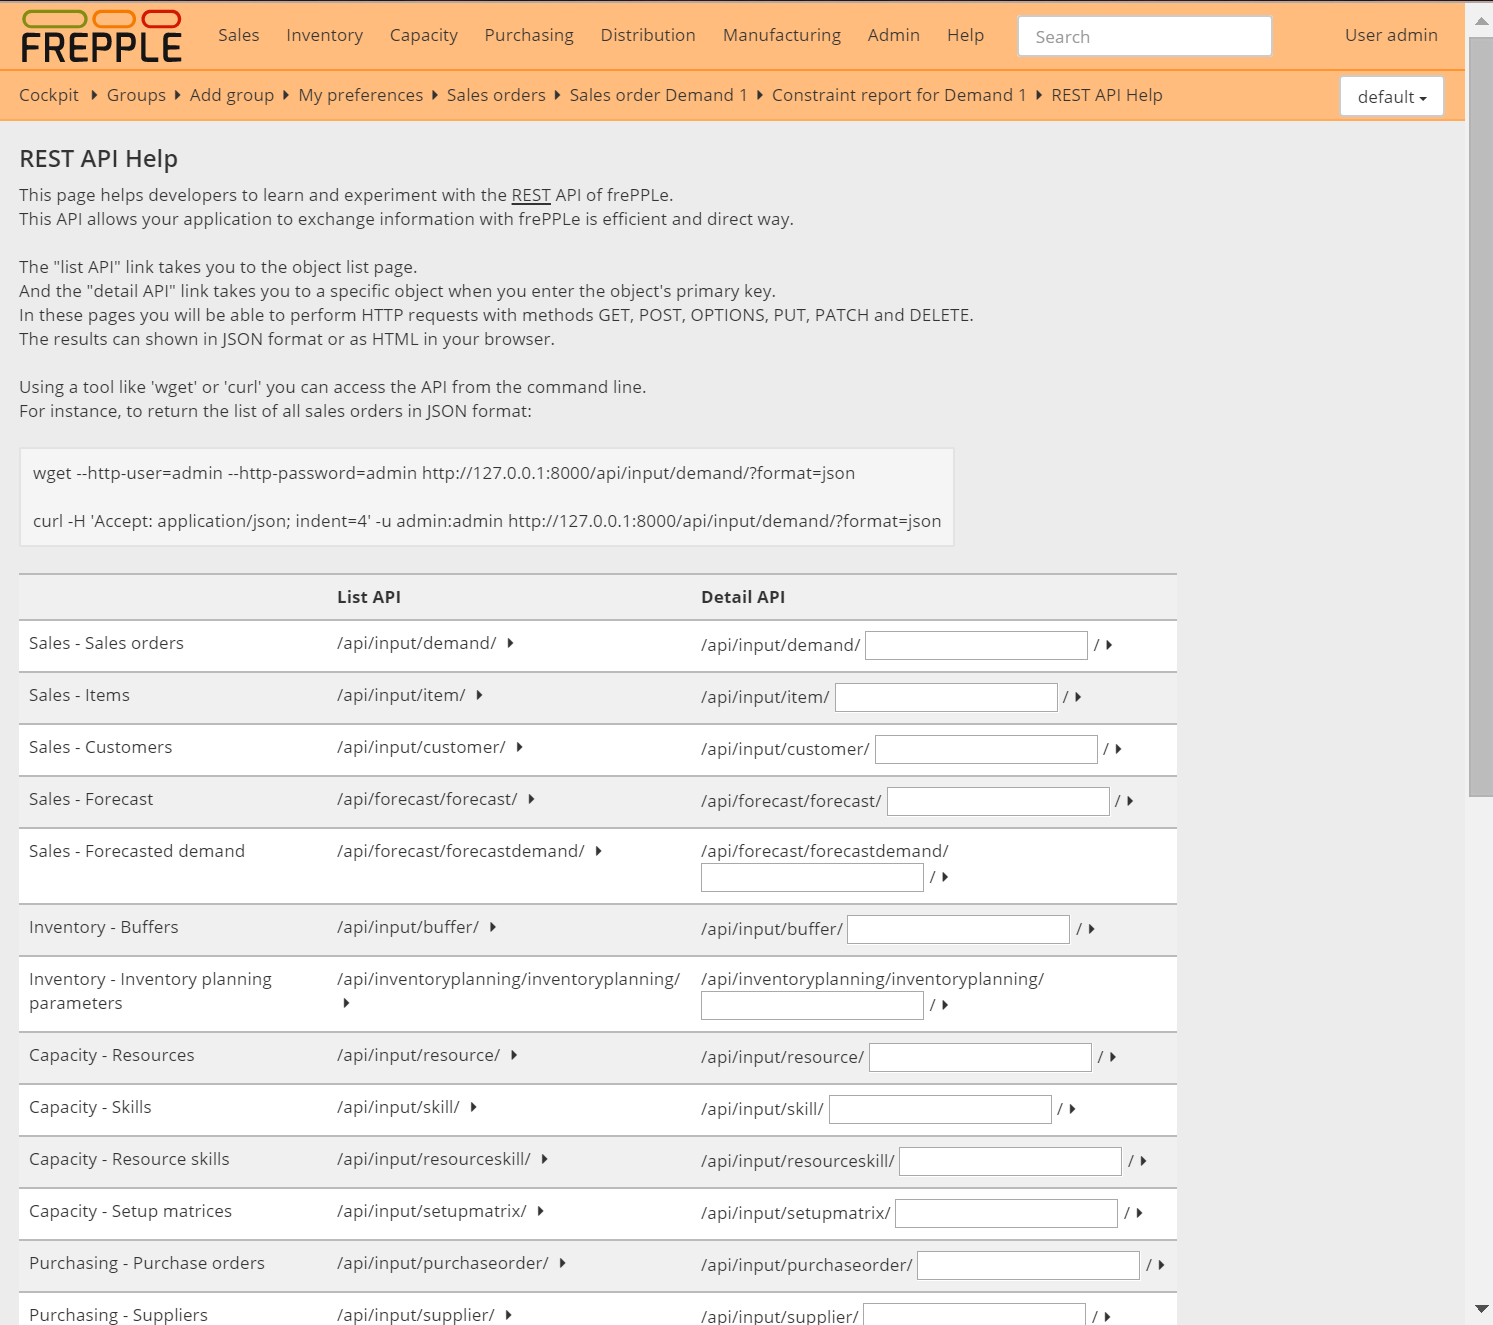 FREPPLE
Sales Inventory Capacity Purchasing Distribution Manufacturing Admin Help Search User admin
Cockpit Groups Add group My preferences Sales orders Sales order Demand 1 Constraint report for Demand 1 REST API Help default
REST API Help
This page helps developers to learn and experiment with the REST API of frePPLe.
This API allows your application to exchange information with frePPLe is efficient and direct way.
The "list API" link takes you to the object list page.
And the "detail API" link takes you to a specific object when you enter the object's primary key.
In these pages you will be able to perform HTTP requests with methods GET, POST, OPTIONS, PUT, PATCH and DELETE.
The results can shown in JSON format or as HTML in your browser.
Using a tool like 'wget' or 'curl' you can access the API from the command line.
For instance, to return the list of all sales orders in JSON format:
wget --http-user=admin --http-password=admin http://127.0.0.1:8000/api/input/demand/?format=json
curl -H 'Accept: application/json; indent=4' -u admin:admin http://127.0.0.1:8000/api/input/demand/?format=json
List API Detail API
Sales - Sales orders /api/input/demand/ /api/input/demand/ /
Sales - Items /api/input/item/ /api/input/item/ /
Sales - Customers /api/input/customer/ /api/input/customer/ /
Sales - Forecast /api/forecast/forecast/ /api/forecast/forecast/ /
Sales - Forecasted demand /api/forecast/forecastdemand/ /api/forecast/forecastdemand/
/
Inventory - Buffers /api/input/buffer/ /api/input/buffer/ /
Inventory - Inventory planning /api/inventoryplanning/inventoryplanning/ /api/inventoryplanning/inventoryplanning/
parameters /
Capacity - Resources /api/input/resource/ /api/input/resource/ /
Capacity - Skills /api/input/skill/ /api/input/skill/ /
Capacity - Resource skills /api/input/resourceskill/ /api/input/resourceskill/ /
Capacity - Setup matrices /api/input/setupmatrix/ /api/input/setupmatrix/ /
Purchasing - Purchase orders /api/input/purchaseorder/ /api/input/purchaseorder/ /
Purchasing - Suppliers /api/input/supplier/ /api/input/supplier/ /